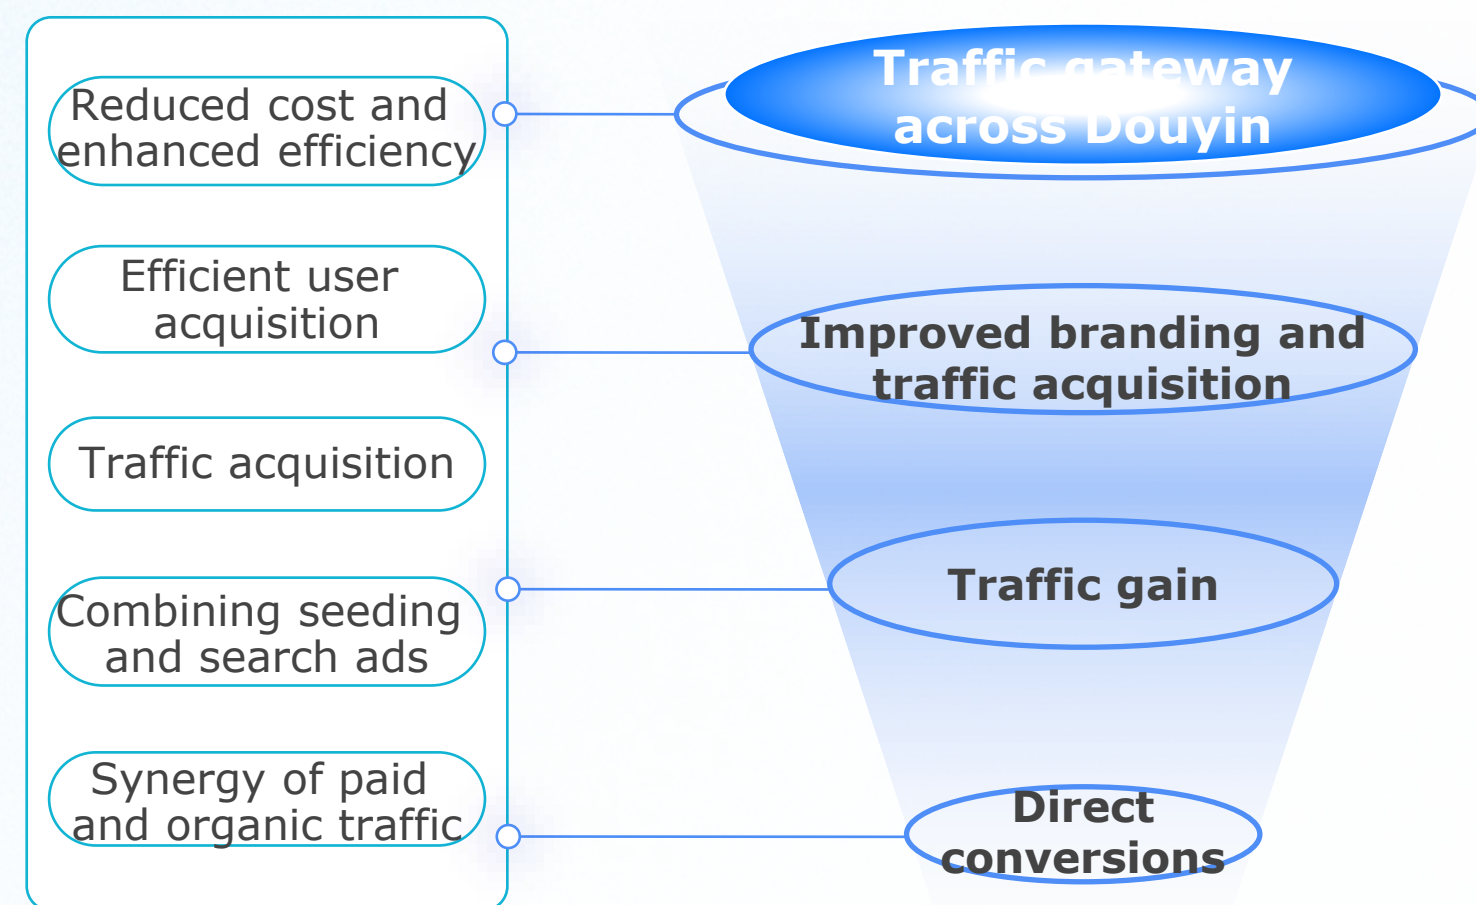 Reduced cost and
enhanced efficiency
Efficient user
acquisition
Traffic acquisition
Combining seeding
and search ads
Synergy of paid
and organic traffic
Traffic gateway
across Douyin
Improved branding and
traffic acquisition
Traffic gain
Direct
conversions